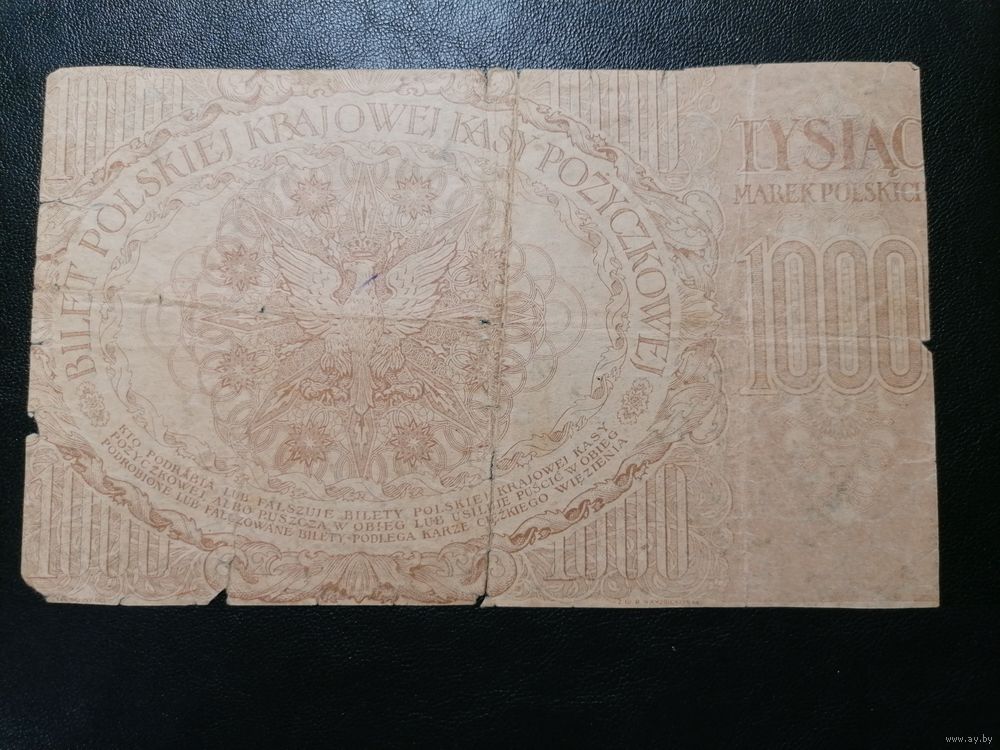 BILET POLSKIEJ KRAJOWEJ KASY POŻYCZKOWEJ
TYSIĄC
MAREK POLSKICH
1000
KTO PODRABIA LUB FAŁSZUJE BILETY POLSKIEJ KRAJOWEJ KASY
POŻYCZKOWEJ ALBO PUSZCZA W OBIEG LUB USIŁUJE PUŚCIĆ W OBIEG
PODROBIONE LUB FAŁSZOWANE BILETY PODLEGA KARZE CIĘŻKIEGO WIĘZIENIA
1000
1000
1000
1000
1000
www.ay.by